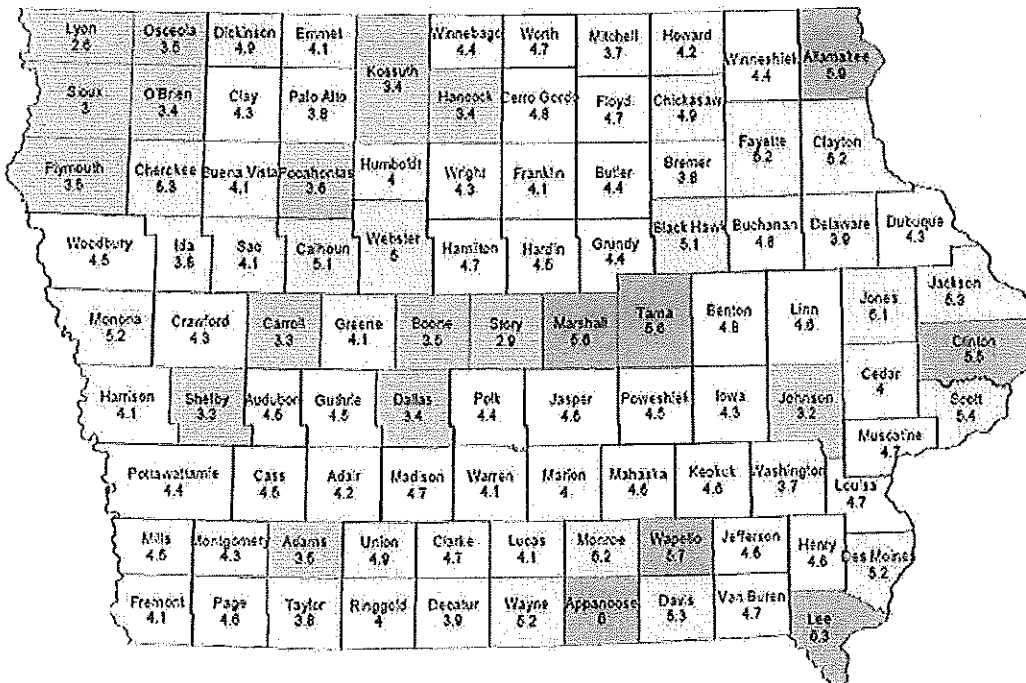 Lyon
2.6
Osceola
3.5
Dickinson
4.9
Emmet
4.1
Kossuth
3.4
Winnebago
4.4
Worth
4.7
Mitchell
3.7
Howard
4.2
Winneshiek
4.4
Allamakee
5.9
Sioux
3
O'Brien
3.4
Clay
4.3
Palo Alto
3.8
Hancock
3.4
Cerro Gordo
4.8
Floyd
4.7
Chickasaw
4.9
Fayette
5.2
Clayton
5.2
Plymouth
3.5
Cherokee
5.3
Buena Vista
4.1
Pocahontas
3.6
Humboldt
4
Wright
4.3
Franklin
4.1
Butler
4.4
Bremer
3.8
Woodbury
4.5
Ida
3.8
Sac
4.1
Calhoun
5.1
Webster
5
Hamilton
4.7
Hardin
4.5
Grundy
4.4
Black Hawk
5.1
Buchanan
4.8
Delaware
3.9
Dubuque
4.3
Monona
5.2
Crawford
4.3
Carroll
3.3
Greene
4.1
Boone
3.5
Story
2.9
Marshall
5.6
Tama
5.6
Benton
4.8
Linn
4.6
Jones
5.1
Jackson
5.3
Clinton
5.5
Harrison
4.1
Shelby
3.3
Audubon
4.5
Guthrie
4.5
Dallas
3.4
Polk
4.4
Jasper
4.6
Poweshiek
4.5
Iowa
4.3
Johnson
3.2
Cedar
4
Scott
5.4
Muscatine
4.7
Pottawattamie
4.4
Cass
4.5
Adair
4.2
Madison
4.7
Warren
4.1
Marion
4
Mahaska
4.6
Keokuk
4.6
Washington
3.7
Louisa
4.7
Mills
4.5
Montgomery
4.3
Adams
3.5
Union
4.9
Clarke
4.7
Lucas
4.1
Monroe
5.2
Wapello
5.7
Jefferson
4.6
Henry
4.6
Des Moines
5.2
Fremont
4.1
Page
4.6
Taylor
3.8
Ringgold
4
Decatur
3.9
Wayne
5.2
Appanoose
6
Davis
5.3
Van Buren
4.7
Lee
6.3